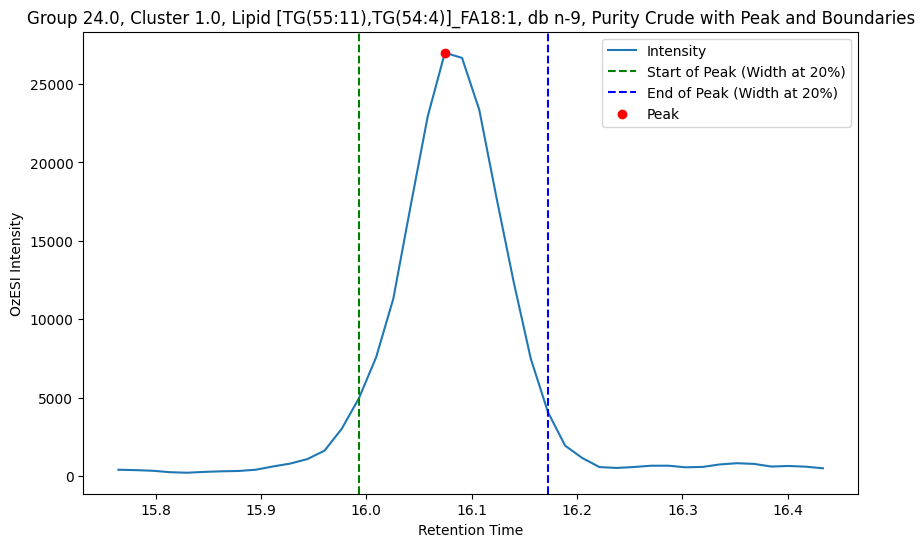 Group 24.0, Cluster 1.0, Lipid [TG(55:11),TG(54:4)]_FA18:1, db n-9, Purity Crude with Peak and Boundaries
Intensity
Start of Peak (Width at 20%)
End of Peak (Width at 20%)
Peak
25000
20000
15000
10000
5000
0
OzESI Intensity
15.8 15.9 16.0 16.1 16.2 16.3 16.4
Retention Time